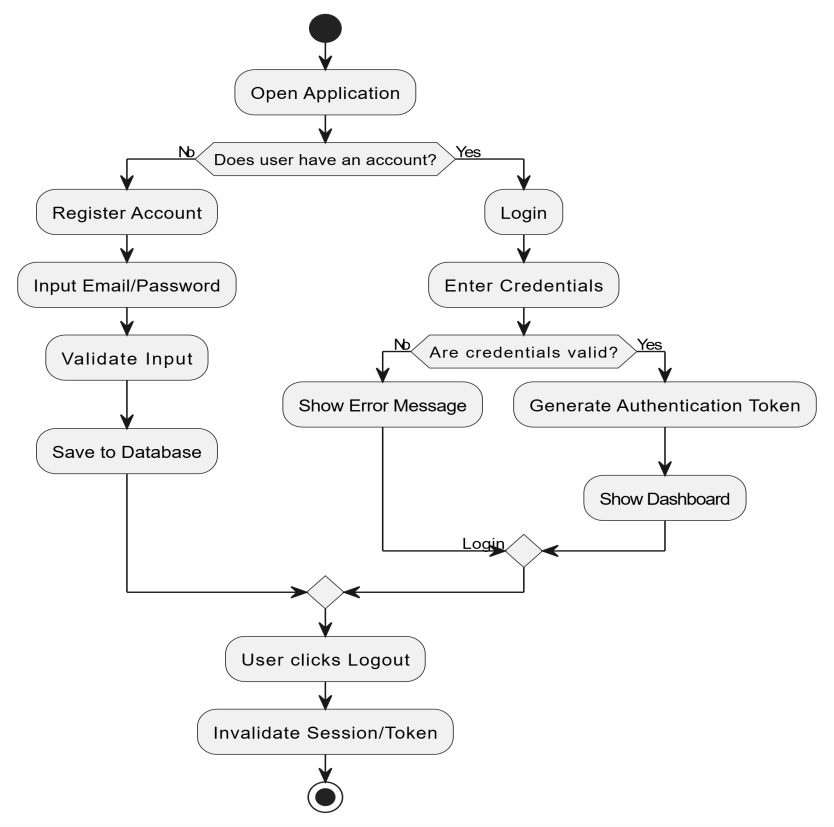 Open Application
Does user have an account?
No
Yes
Register Account
Login
Input Email/Password
Enter Credentials
Validate Input
Are credentials valid?
No
Yes
Show Error Message
Generate Authentication Token
Save to Database
Show Dashboard
Login
User clicks Logout
Invalidate Session/Token